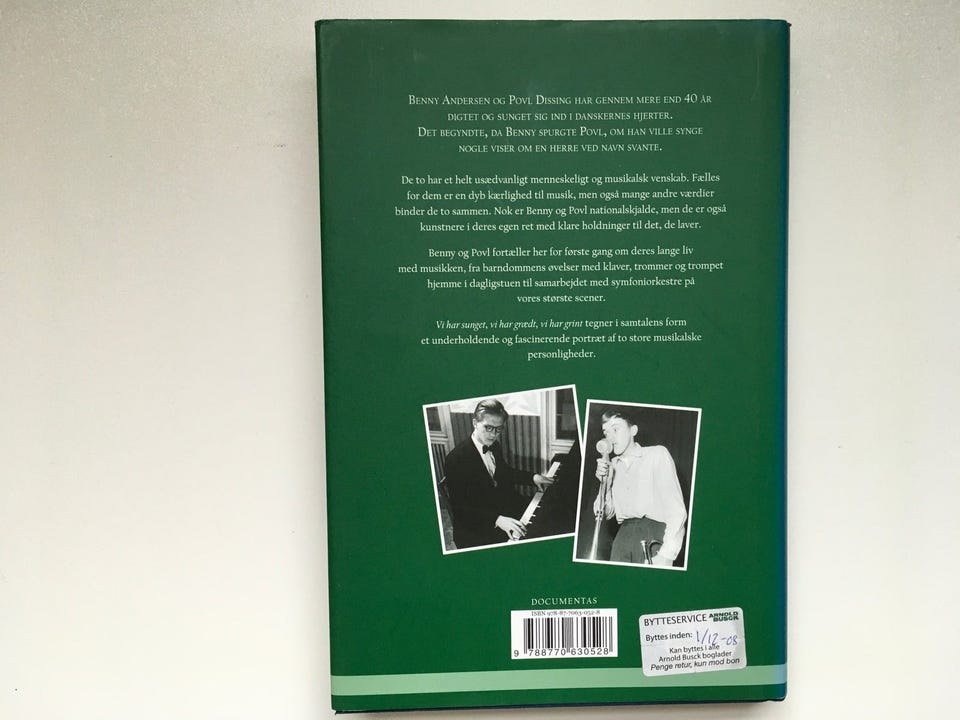 Benny Andersen og Povl Dissing har gennem mere end 40 år
digtet og sunget sig ind i danskernes hjerter.
Det begyndte, da Benny spurgte Povl, om han ville synge
nogle viser om en herre ved navn svante.
De to har et helt usædvanligt menneskeligt og musikalsk venskab. Fælles
for dem er en dyb kærlighed til musik, men også mange andre værdier
binder de to sammen. Nok er Benny og Povl nationalskjalde, men de er også
kunstnere i deres egen ret med klare holdninger til det, de laver.
Benny og Povl fortæller her for første gang om deres lange liv
med musikken, fra barndommens øvelser med klaver, trommer og trompet
hjemme i dagligstuen til samarbejdet med symfoniorkestre på
vores største scener.
Vi har sunget, vi har grædt, vi har grint tegner i samtalens form
et underholdende og fascinerende portræt af to store musikalske
personligheder.
DOCUMENTAS
ISBN 978-87-7063-052-8
9 788770 630528
BYTTESERVICE ARNOLD BUSCK
Byttes inden: 1/12-08
Kan byttes i alle
Arnold Busck boglader
Penge retur, kun mod bon